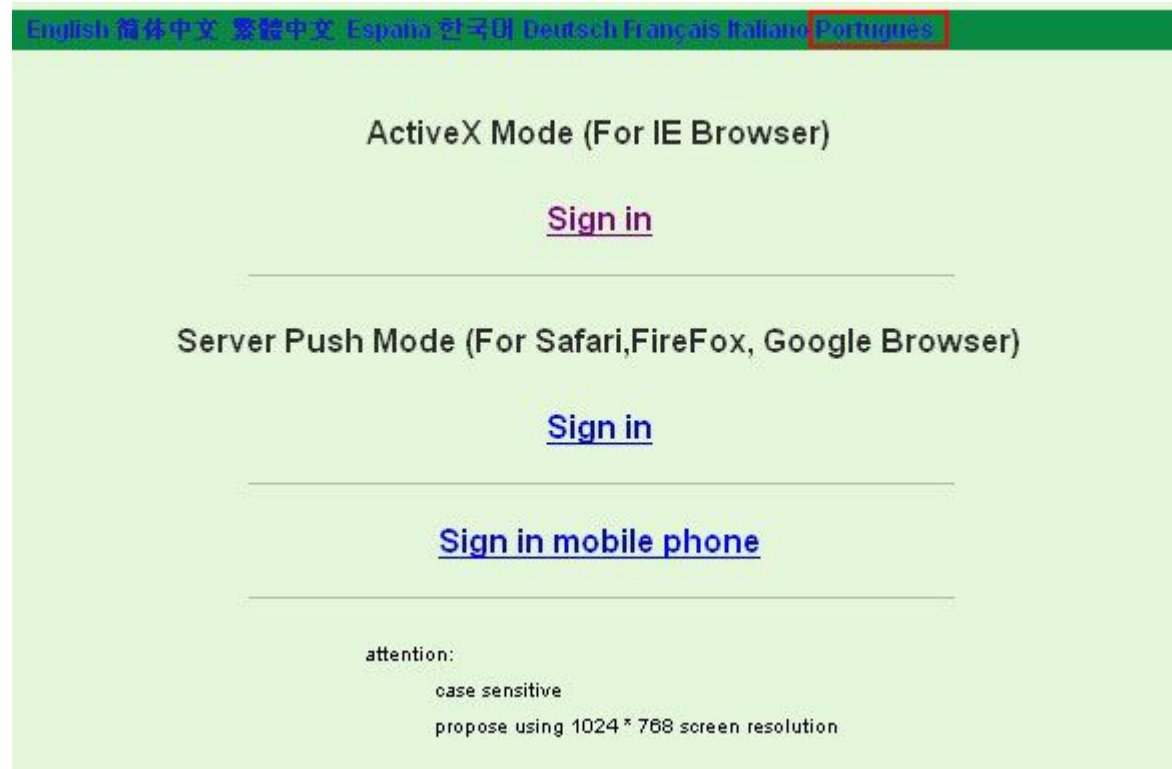 English 简体中文 繁體中文 España 한국어 Deutsch Français Italiano Português
ActiveX Mode (For IE Browser)
Sign in
Server Push Mode (For Safari,FireFox, Google Browser)
Sign in
Sign in mobile phone
attention:
case sensitive
propose using 1024 * 768 screen resolution